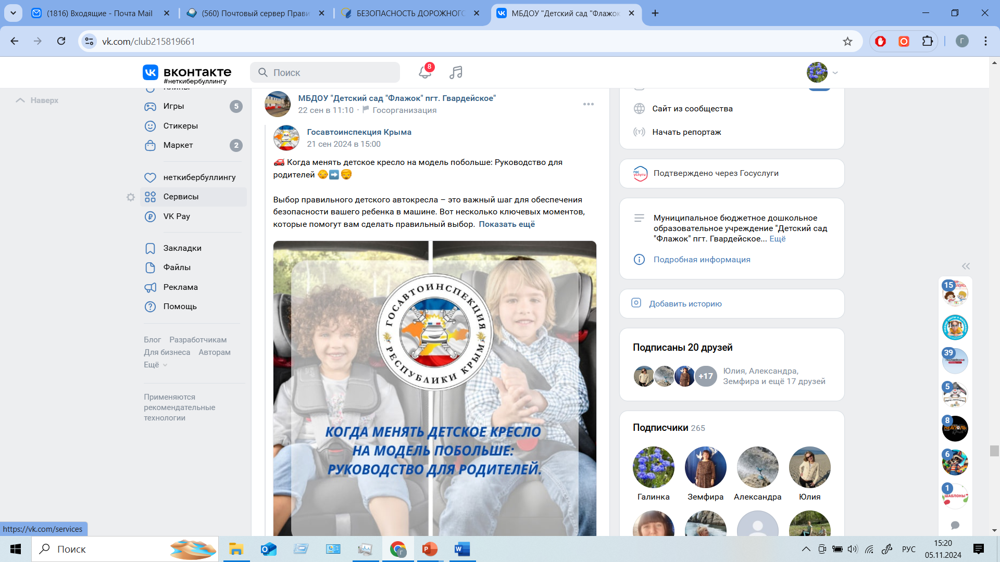 (1816) Входящие - Почта Mail
(560) Почтовый сервер Прави
БЕЗОПАСНОСТЬ ДОРОЖНОГО
МБДОУ "Детский сад "Флажок
vk.com/club215819661
Г
вконтакте
#неткибербуллингу
Поиск
8
Наверх
Игры 5
Стикеры
Маркет 2
неткибербуллингу
Сервисы
VK Pay
Закладки
Файлы
Реклама
Помощь
Блог Разработчикам
Для бизнеса Авторам
Ещё
Применяются
рекомендательные
технологии
МБДОУ "Детский сад "Флажок" пгт. Гвардейское"
22 сен в 11:10 · Госорганизация
Госавтоинспекция Крыма
21 сен 2024 в 15:00
Когда менять детское кресло на модель побольше: Руководство для
родителей
Выбор правильного детского автокресла – это важный шаг для обеспечения
безопасности вашего ребенка в машине. Вот несколько ключевых моментов,
которые помогут вам сделать правильный выбор. Показать ещё
ГОСАВТОИНСПЕКЦИЯ
РЕСПУБЛИКИ КРЫМ
КОГДА МЕНЯТЬ ДЕТСКОЕ КРЕСЛО
НА МОДЕЛЬ ПОБОЛЬШЕ:
РУКОВОДСТВО ДЛЯ РОДИТЕЛЕЙ.
Сайт из сообщества
Начать репортаж
гос
услуги
Подтверждено через Госуслуги
Муниципальное бюджетное дошкольное
образовательное учреждение "Детский сад
"Флажок" пгт. Гвардейское... Ещё
Подробная информация
Добавить историю
Подписаны 20 друзей
+17
Юлия, Александра,
Земфира и ещё 17 друзей
Подписчики 265
Галинка Земфира Александра Юлия
15
39
5
8
НЕАПОЛЬ
6
1
ШАБЛОНЫ
https://vk.com/services
Поиск
РУС
15:20
05.11.2024